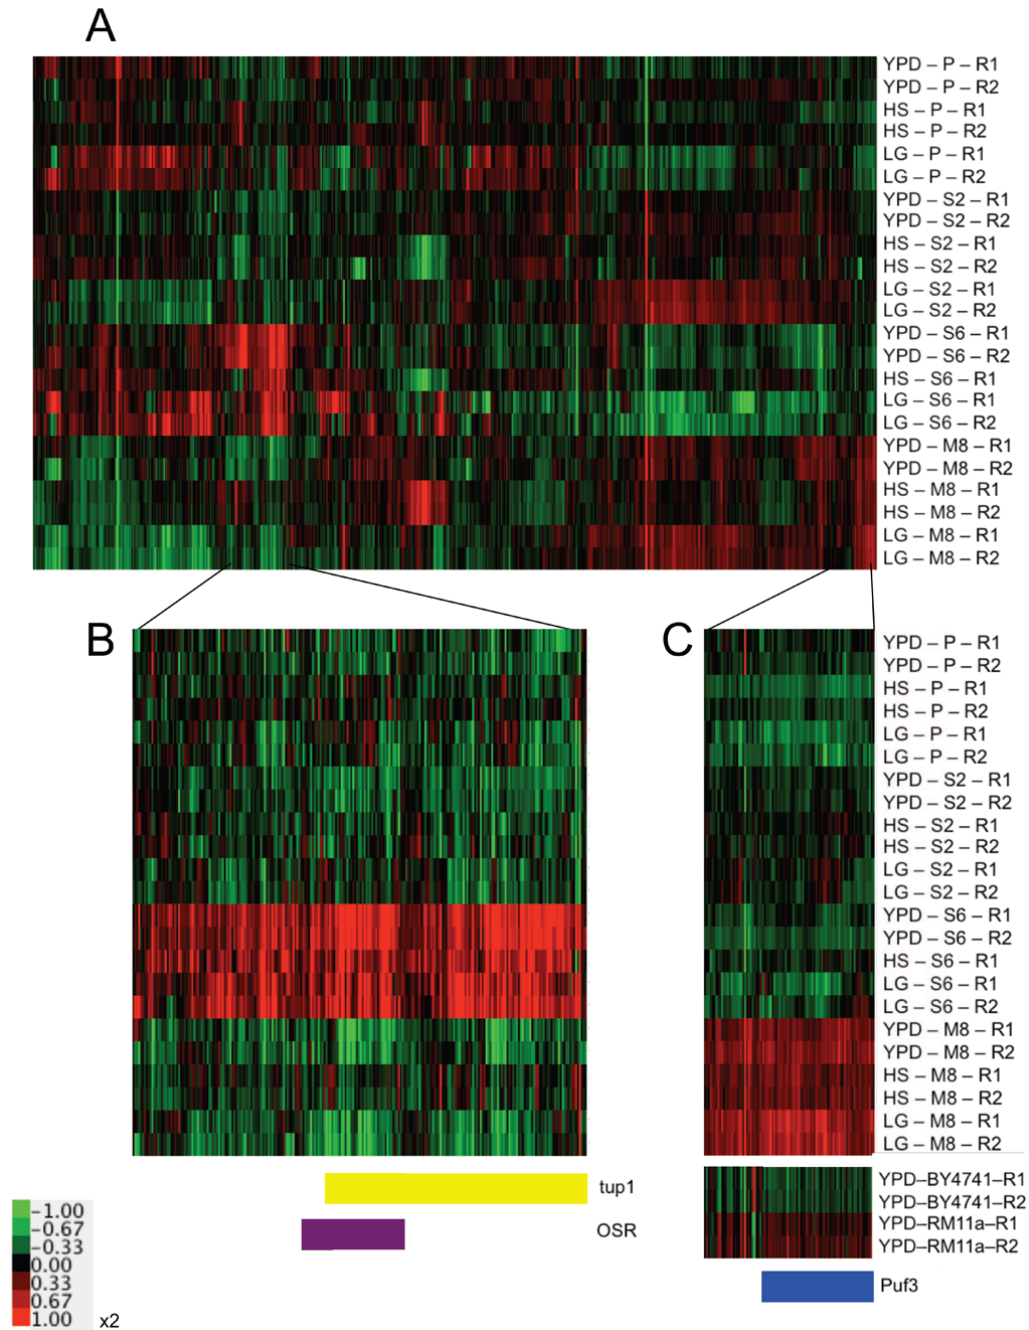 A
YPD – P – R1
YPD – P – R2
HS – P – R1
HS – P – R2
LG – P – R1
LG – P – R2
YPD – S2 – R1
YPD – S2 – R2
HS – S2 – R1
HS – S2 – R2
LG – S2 – R1
LG – S2 – R2
YPD – S6 – R1
YPD – S6 – R2
HS – S6 – R1
LG – S6 – R1
LG – S6 – R2
YPD – M8 – R1
YPD – M8 – R2
HS – M8 – R1
HS – M8 – R2
LG – M8 – R1
LG – M8 – R2
B
C
YPD – P – R1
YPD – P – R2
HS – P – R1
HS – P – R2
LG – P – R1
LG – P – R2
YPD – S2 – R1
YPD – S2 – R2
HS – S2 – R1
HS – S2 – R2
LG – S2 – R1
LG – S2 – R2
YPD – S6 – R1
YPD – S6 – R2
HS – S6 – R1
LG – S6 – R1
LG – S6 – R2
YPD – M8 – R1
YPD – M8 – R2
HS – M8 – R1
HS – M8 – R2
LG – M8 – R1
LG – M8 – R2
YPD–BY4741–R1
YPD–BY4741–R2
YPD–RM11a–R1
YPD–RM11a–R2
tup1
OSR
Puf3
-1.00
-0.67
-0.33
0.00
0.33
0.67
1.00
x2